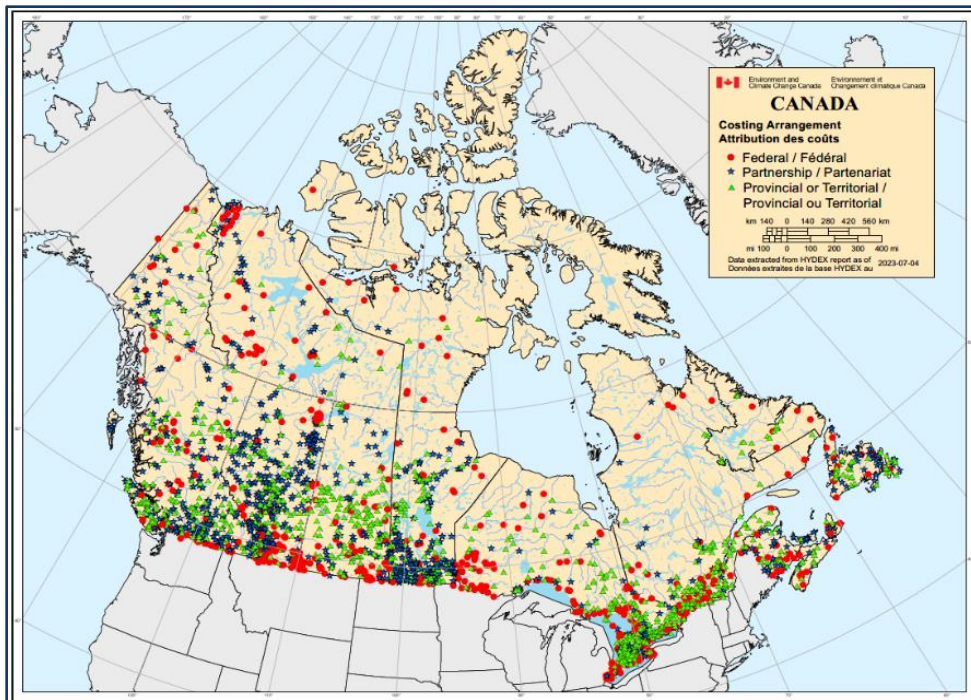 Environment and
Climate Change Canada
Environnement et
Changement climatique Canada
CANADA
Costing Arrangement
Attribution des coûts
Federal / Fédéral
Partnership / Partenariat
Provincial or Territorial /
Provincial ou Territorial
km 140 0 140 280 420 560 km
mi 100 0 100 200 300 400 mi
Data extracted from HYDEX report as of
Données extraites de la base HYDEX au
2023-07-04